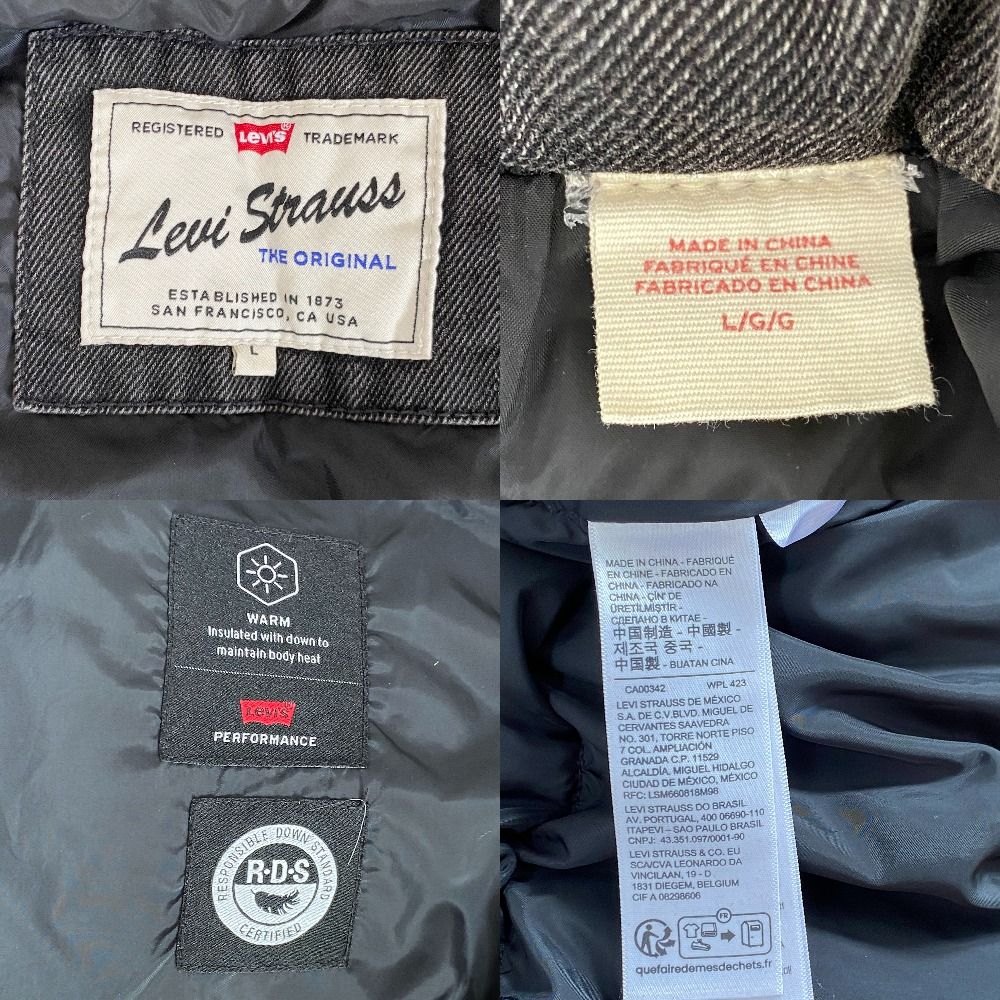 REGISTERED Levi's® TRADEMARK
Levi Strauss
THE ORIGINAL
ESTABLISHED IN 1873
SAN FRANCISCO, CA USA
L
MADE IN CHINA
FABRIQUÉ EN CHINE
FABRICADO EN CHINA
L/G/G
WARM
Insulated with down to
maintain body heat
Levi's
PERFORMANCE
RESPONSIBLE DOWN STANDARD
R·D·S
CERTIFIED
MADE IN CHINA - FABRIQUÉ
EN CHINE - FABRICADO EN
CHINA - FABRICADO NA
CHINA - ÇİN' DE
ÜRETİLMİŞTİR -
СДЕЛАНО В КИТАЕ -
中国制造 - 中國製 -
제조국 중국 -
中国製 - BUATAN CINA
CA00342 WPL 423
LEVI STRAUSS DE MÉXICO
S.A. DE C.V.BLVD. MIGUEL DE
CERVANTES SAAVEDRA
NO. 301, TORRE NORTE PISO
7 COL. AMPLIACIÓN
GRANADA C.P. 11529
ALCALDÍA. MIGUEL HIDALGO
CIUDAD DE MÉXICO, MÉXICO
RFC: LSM660818M98
LEVI STRAUSS DO BRASIL
AV. PORTUGAL, 400 06690-110
ITAPEVI – SAO PAULO BRASIL
CNPJ: 43.351.097/0001-90
LEVI STRAUSS & CO. EU
SCA/CVA LEONARDO DA
VINCILAAN, 19 - D
1831 DIEGEM, BELGIUM
CIF A 08298606
FR
quefairedemesdechets.fr